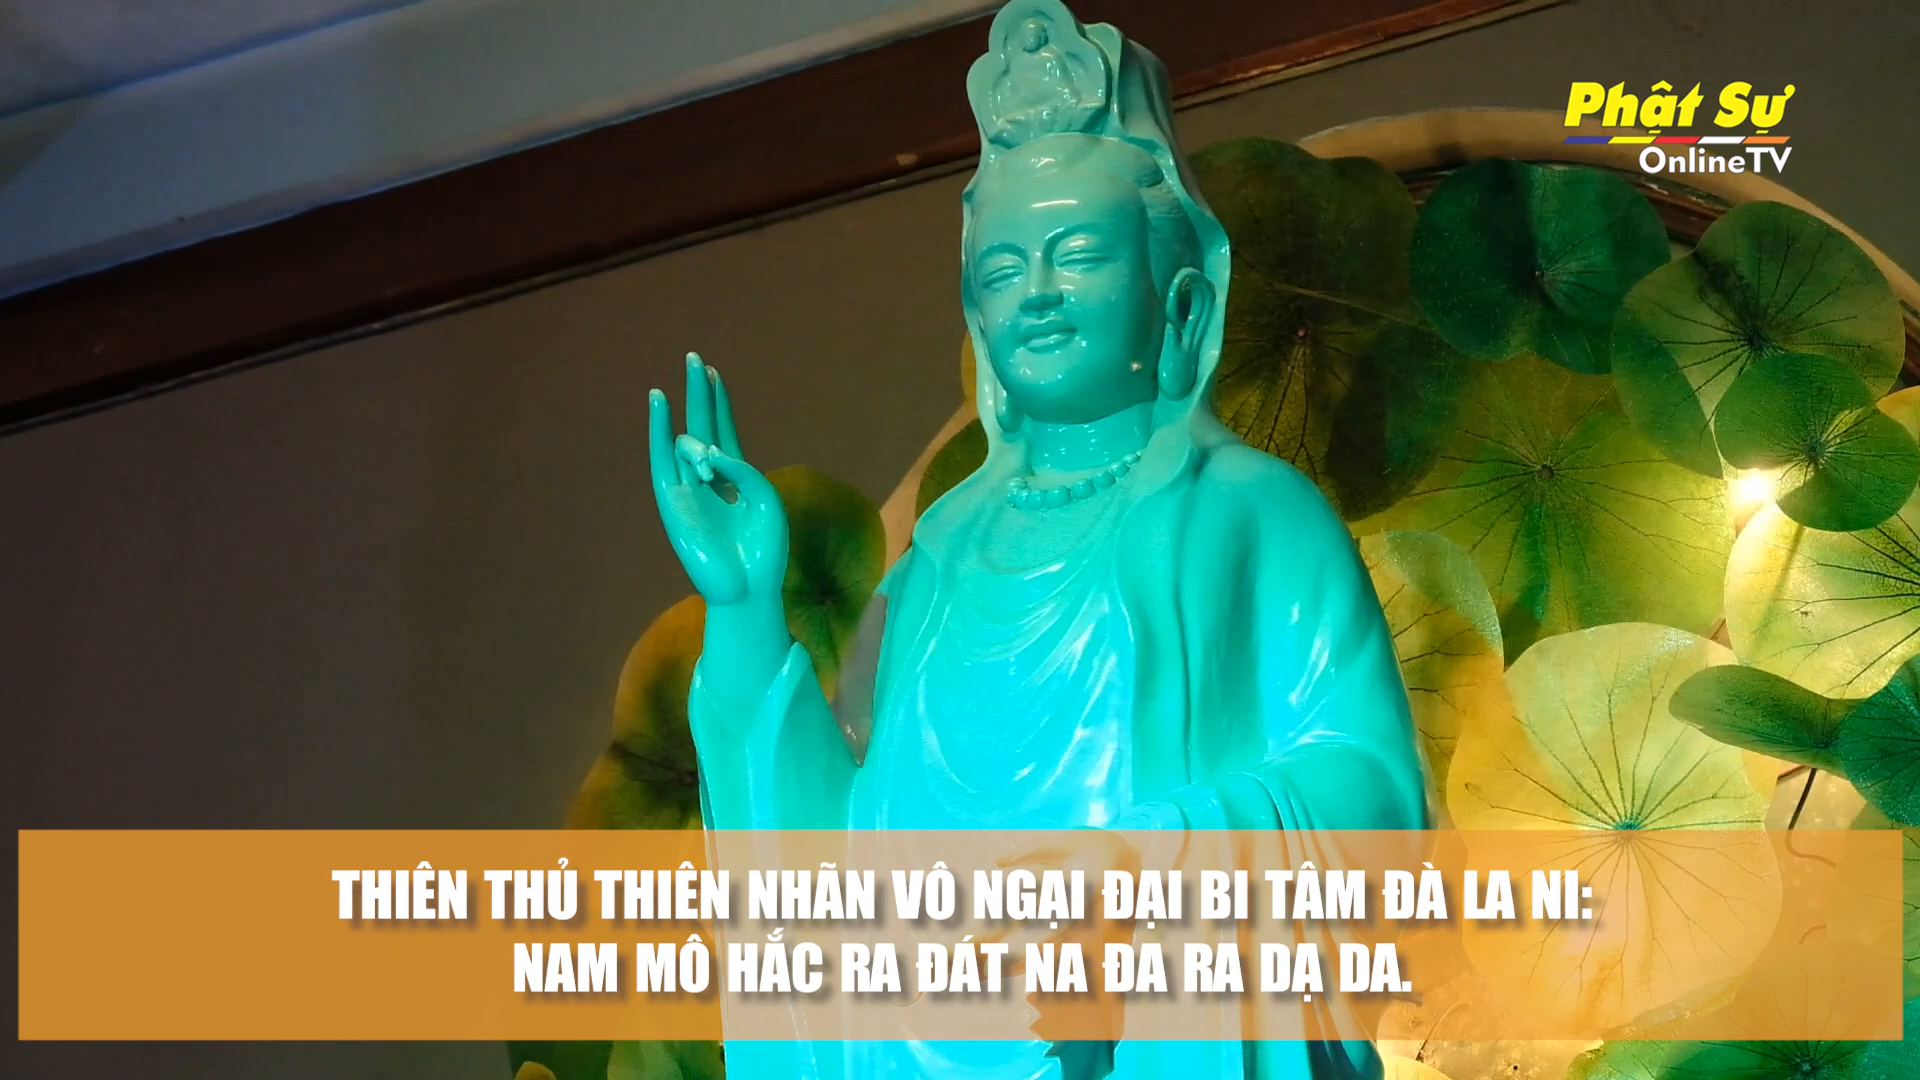 Phật Sự
OnlineTV
THIÊN THỦ THIÊN NHÃN VÔ NGẠI ĐẠI BI TÂM ĐÀ LA NI:
NAM MÔ HẮC RA ĐÁT NA ĐA RA DẠ DA.